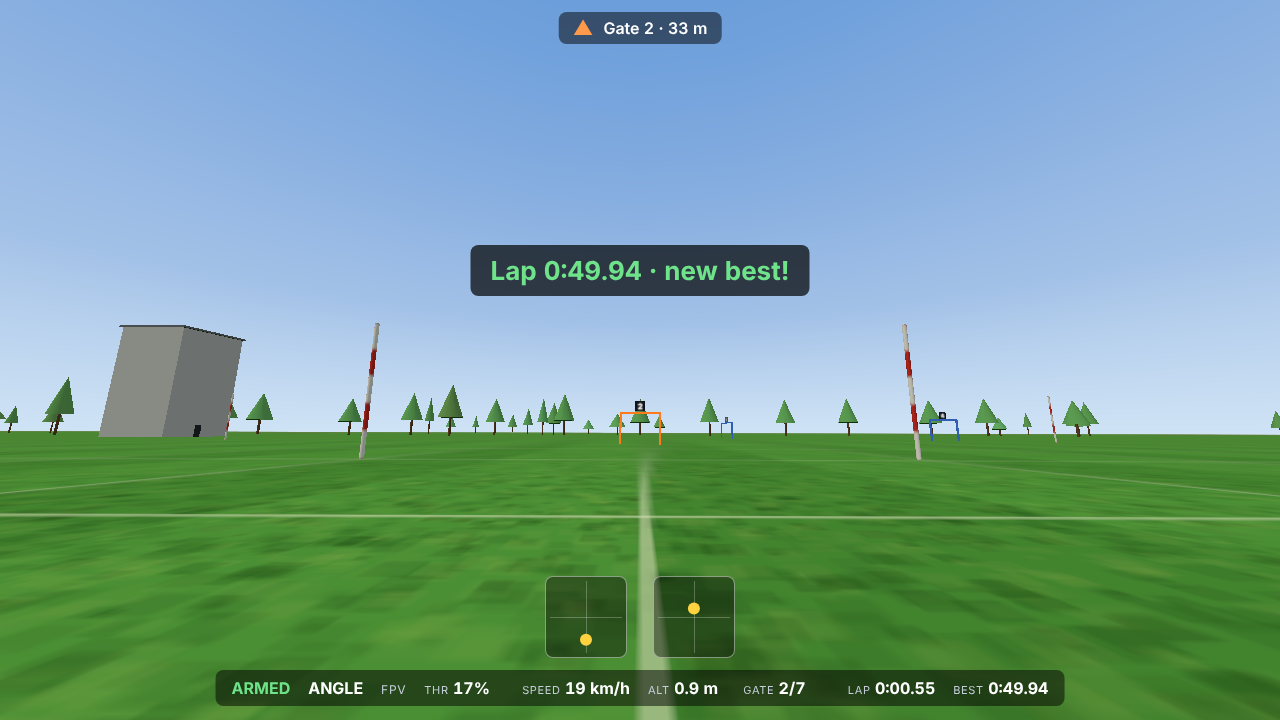 Gate 2 · 33 m
Lap 0:49.94 · new best!
2
ARMED ANGLE FPV THR 17% SPEED 19 km/h ALT 0.9 m GATE 2/7 LAP 0:00.55 BEST 0:49.94